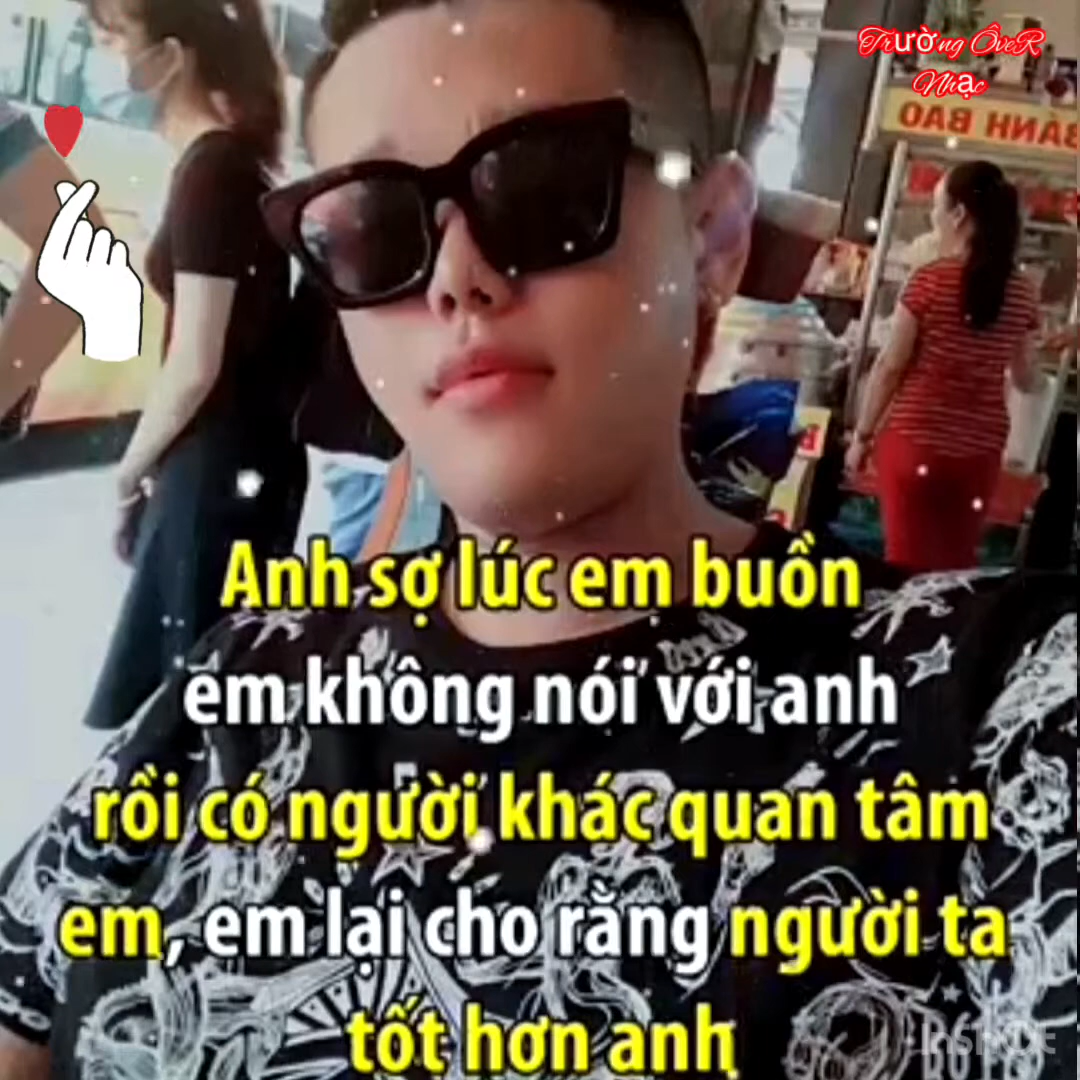 Trường ÔveR
Nhạc
BÁNH BAO
Anh sợ lúc em buồn
em không nói với anh
rồi có người khác quan tâm
em, em lại cho rằng người ta
tốt hơn anh